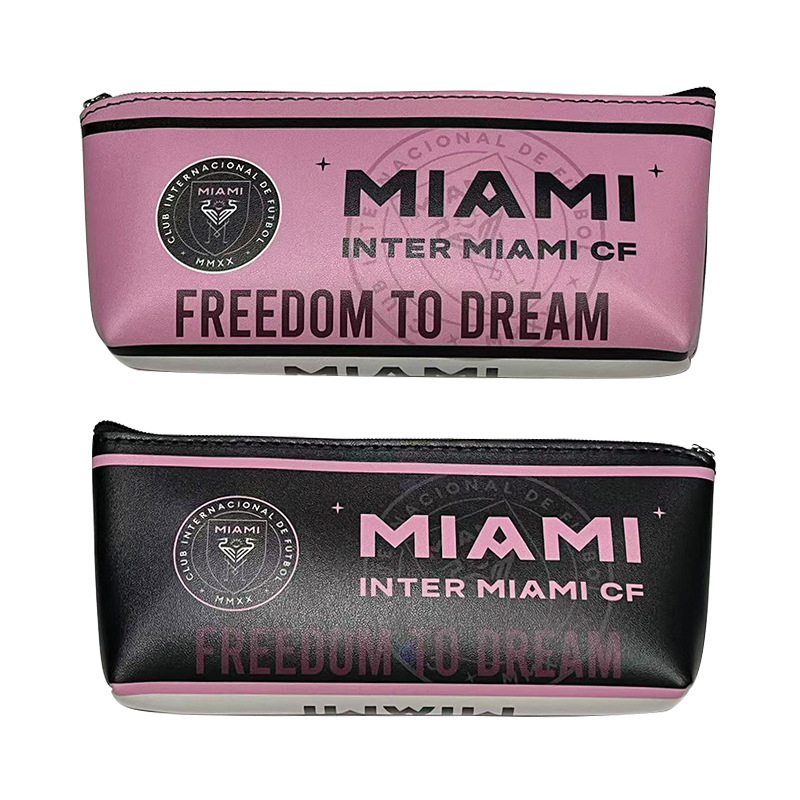 CLUB INTERNACIONAL DE FUTBOL
MIAMI
MMXX
MIAMI
INTER MIAMI CF
FREEDOM TO DREAM
MIAMI
CLUB INTERNACIONAL DE FUTBOL
MIAMI
MMXX
MIAMI
INTER MIAMI CF
FREEDOM TO DREAM
MIAMI